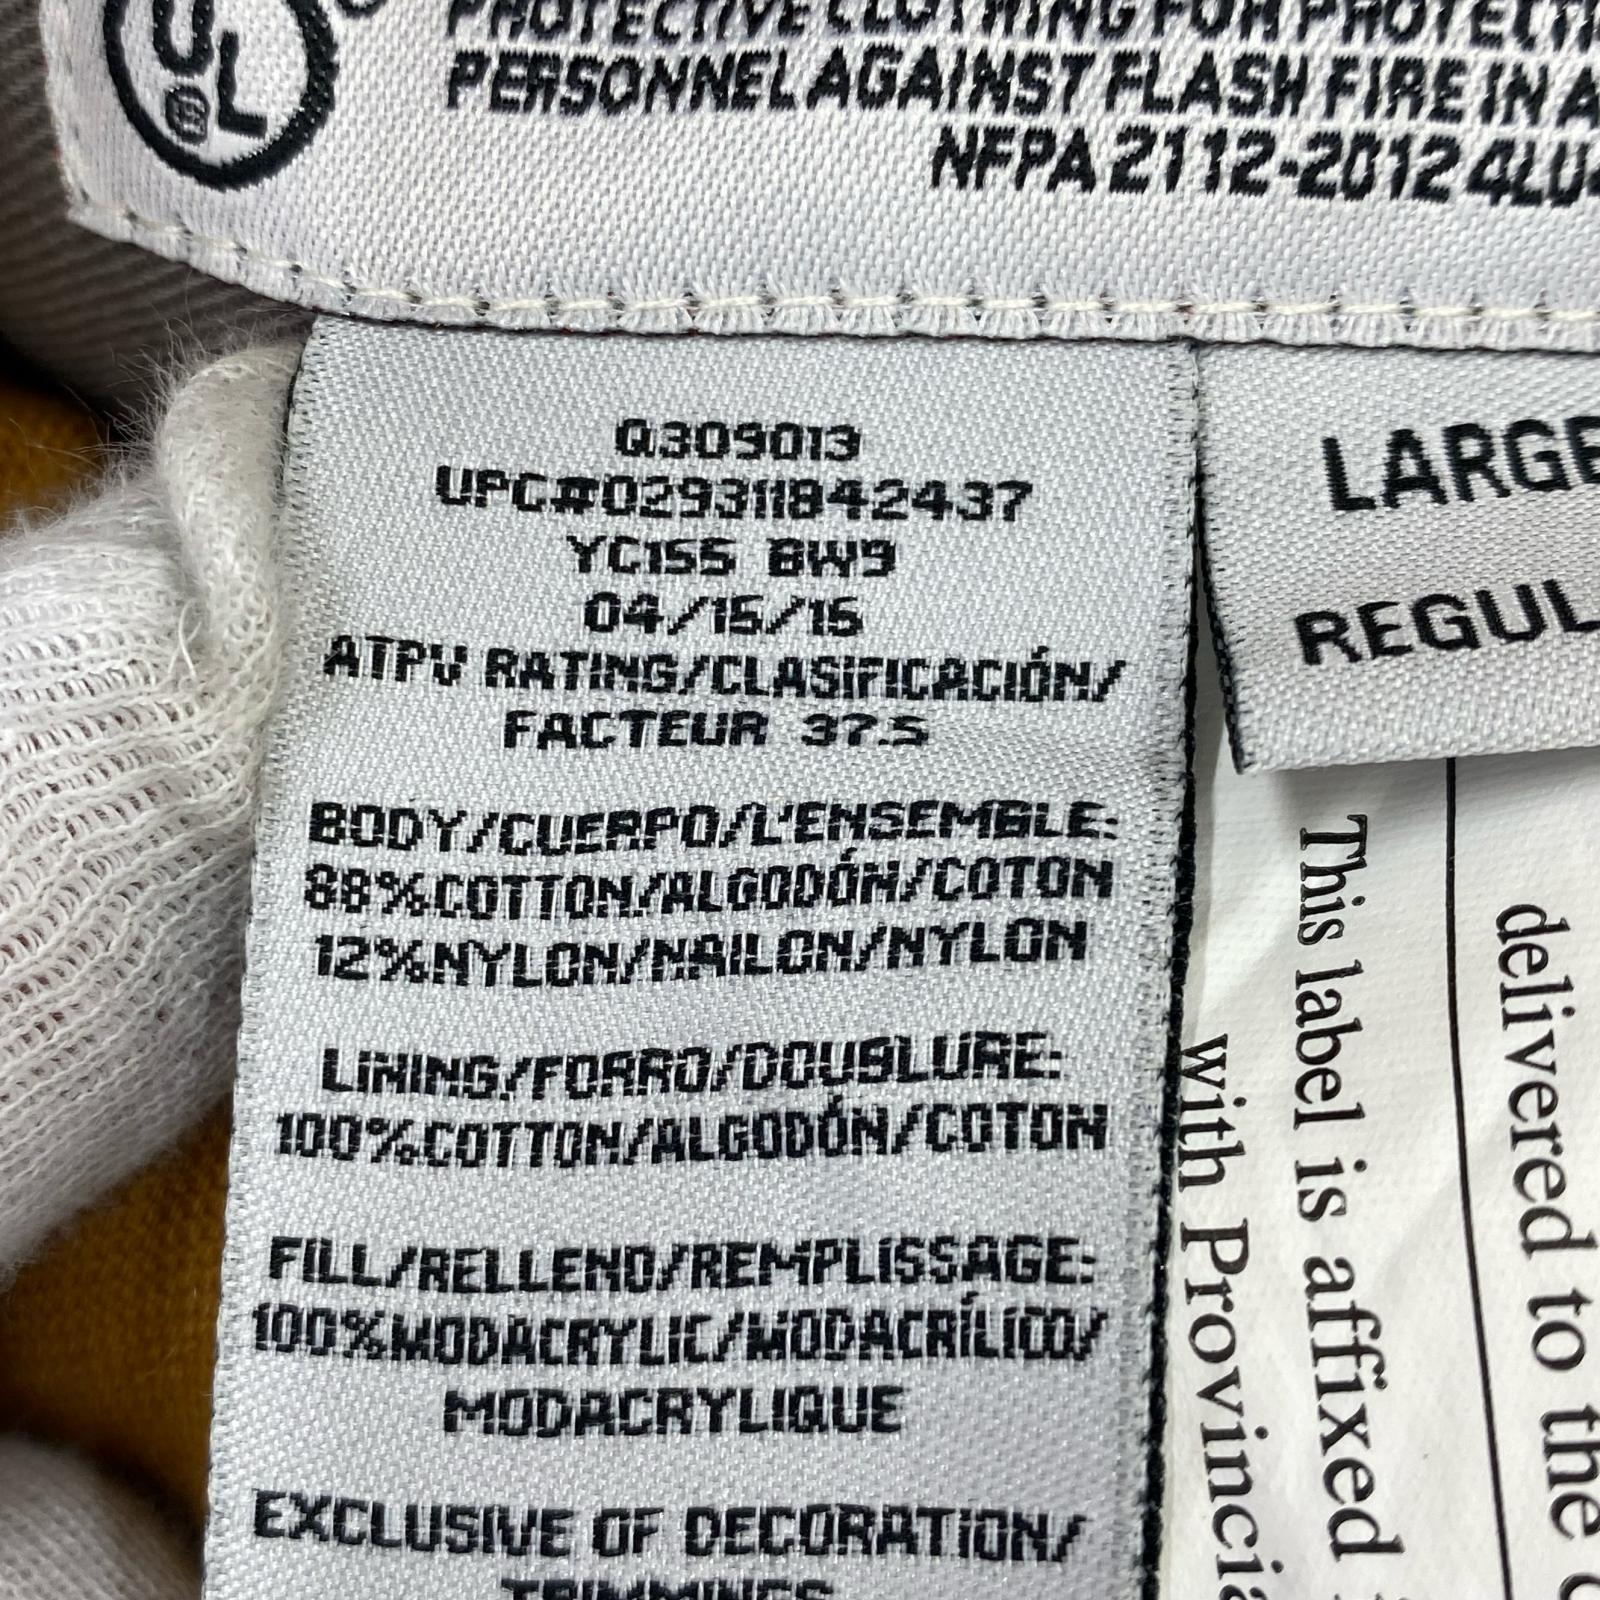 UL
PROTECTIVE CLOTHING FOR
PERSONNEL AGAINST FLASH FIRE IN A
NFPA 2112-2012
Q309013
UPC#029311842437
YC155 BW9
04/15/15
ATPV RATING/CLASIFICACIÓN/
FACTEUR 37.5
BODY/CUERPO/L'ENSEMBLE:
88%COTTON/ALGODÓN/COTON
12%NYLON/NAILON/NYLON
LINING/FORRO/DOUBLURE:
100%COTTON/ALGODÓN/COTON
FILL/RELLENO/REMPLISSAGE:
100%MODACRYLIC/MODACRÍLICO/
MODACRYLIQUE
EXCLUSIVE OF DECORATION/
TRIMMINGS
LARGE
REGUL
This label is affixed
with Provincia
delivered to the